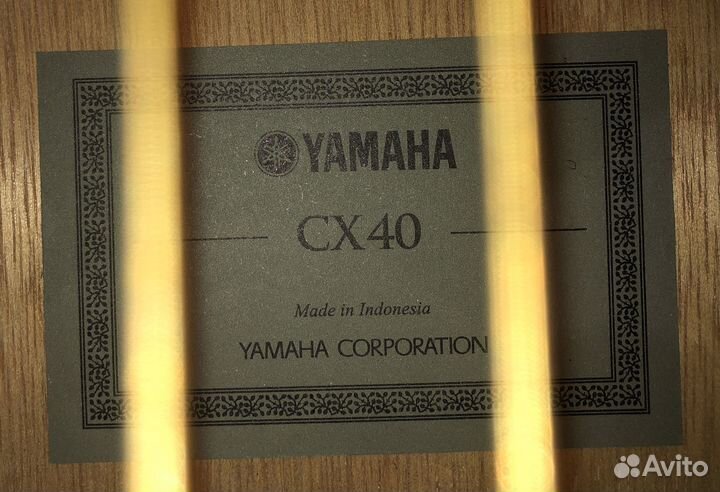 YAMAHA
CX40
Made in Indonesia
YAMAHA CORPORATION
Avito